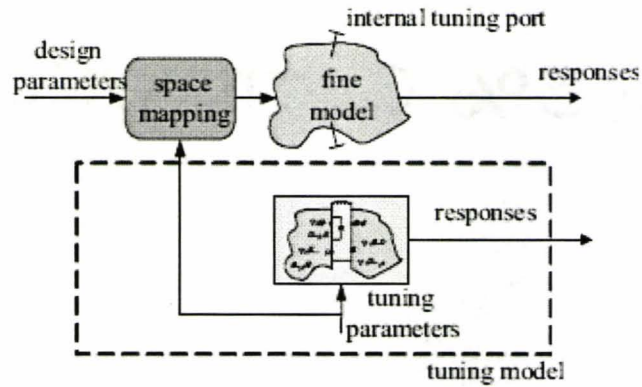 internal tuning port
design
parameters
space
mapping
fine
model
responses
responses
tuning
parameters
tuning model